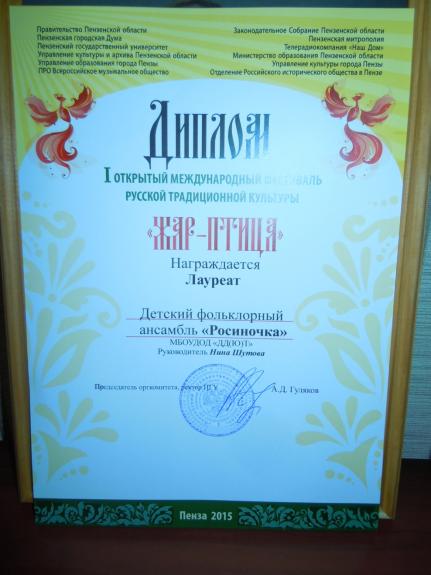 Правительство Пензенской области
Пензенская городская Дума
Пензенский государственный университет
Управление культуры и архива Пензенской области
Управление образования города Пензы
ПРО Всероссийское музыкальное общество
Законодательное Собрание Пензенской области
Пензенская митрополия
Телерадиокомпания «Наш Дом»
Министерство образования Пензенской области
Управление культуры города Пензы
Отделение Российского исторического общества в Пензе
Диплом
I ОТКРЫТЫЙ МЕЖДУНАРОДНЫЙ ФЕСТИВАЛЬ
РУССКОЙ ТРАДИЦИОННОЙ КУЛЬТУРЫ
«ЖАР-ПТИЦА»
Награждается
Лауреат
Детский фольклорный
ансамбль «Росиночка»
МБОУДОД «ДД(Ю)Т»
Руководитель Нина Шутова
Председатель оргкомитета, ректор ПГУ А.Д. Гуляков
Пенза 2015